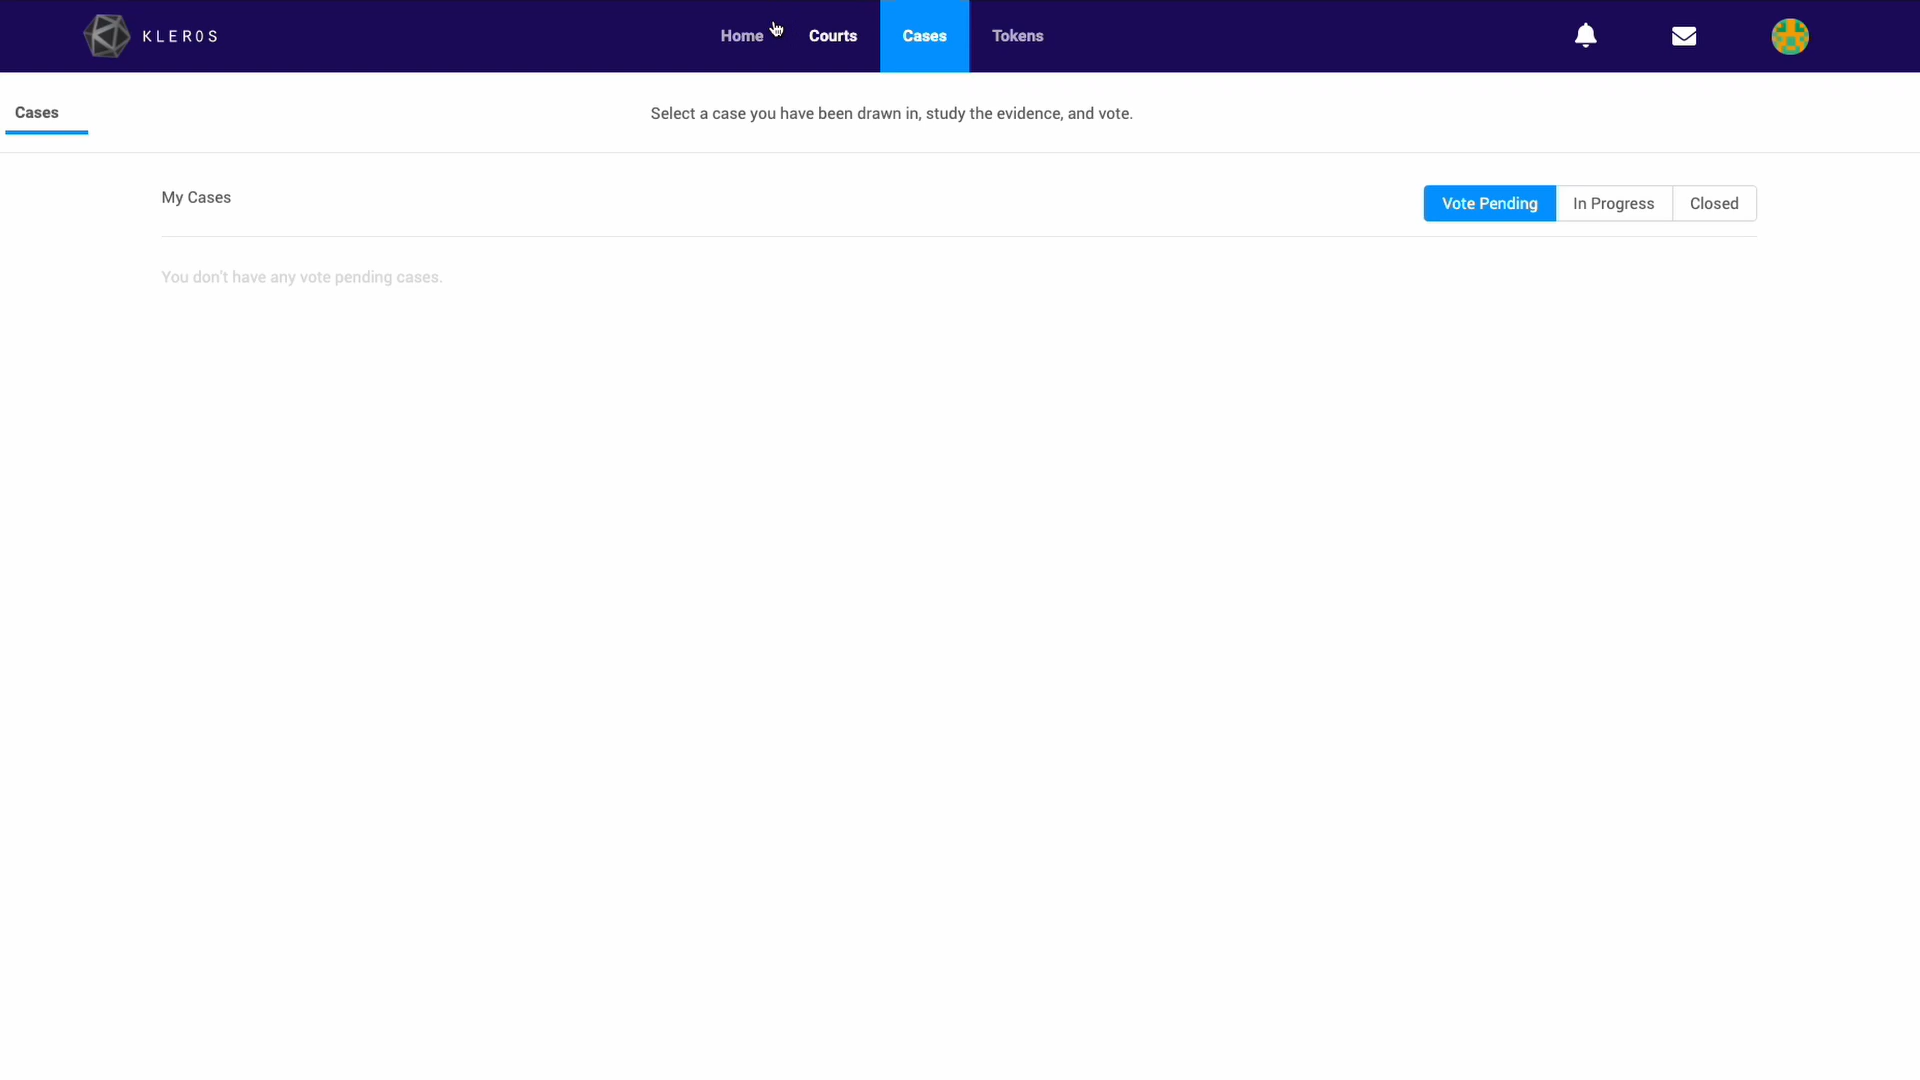 KLEROS
Home
Courts
Cases
Tokens
Cases
Select a case you have been drawn in, study the evidence, and vote.
My Cases
Vote Pending
In Progress
Closed
You don't have any vote pending cases.